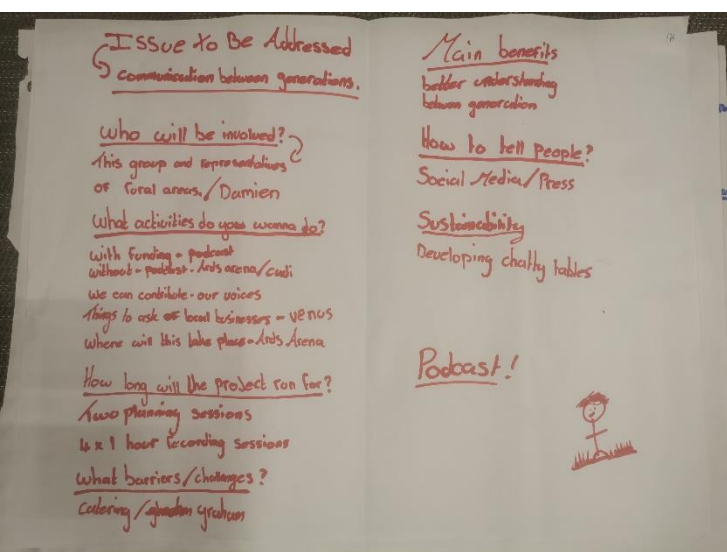 Issue to Be Addressed
communication between generations.
Who will be involved?
This group and representatives
of rural areas./Damien
What activities do you wanna do?
With funding = podcast
without = podcast - Arts arena/
We can contribute - our voices
Things to ask of local businesses - venus
where will this take place - Arts Arena
How long will the project run for?
Two planning sessions
4 x 1 hour recording sessions
What barriers/challenges?
Catering / graham
Main benefits
better understanding
between generation
How to tell people?
Social Media/Press
Sustainability
Developing chatty tables
Podcast!